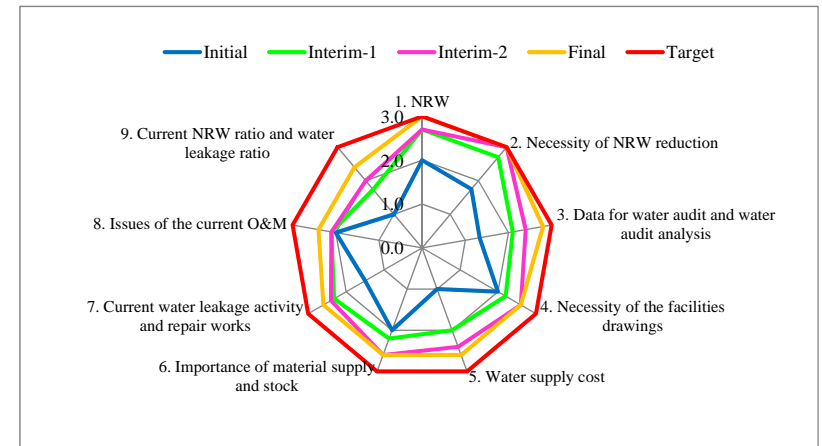 Initial Interim-1 Interim-2 Final Target
1. NRW
3.0
2.0
1.0
0.0
2. Necessity of NRW reduction
3. Data for water audit and water
audit analysis
4. Necessity of the facilities
drawings
5. Water supply cost
6. Importance of material supply
and stock
7. Current water leakage activity
and repair works
8. Issues of the current O&M
9. Current NRW ratio and water
leakage ratio